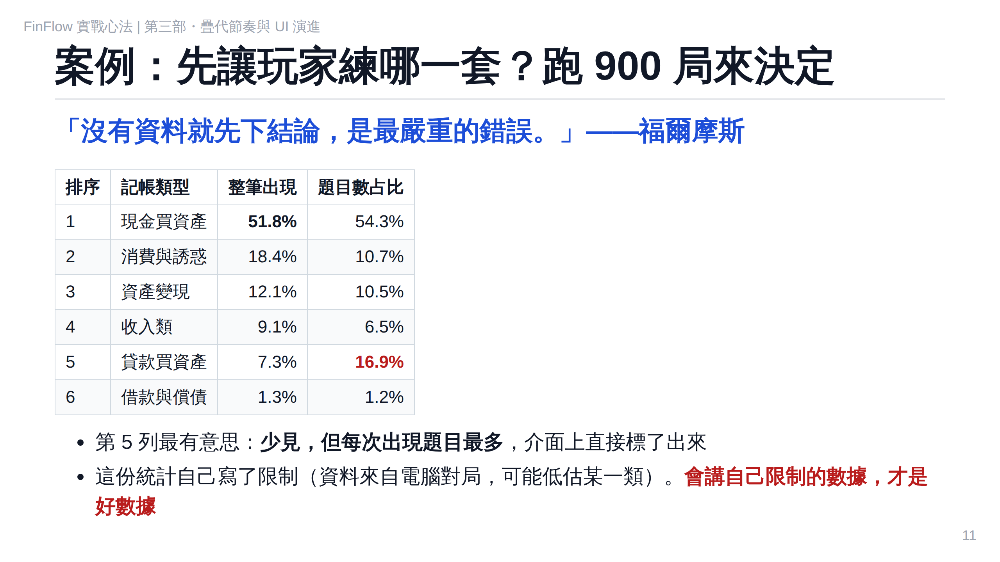 FinFlow 實戰心法 | 第三部・疊代節奏與 UI 演進
案例：先讓玩家練哪一套？跑 900 局來決定
「沒有資料就先下結論，是最嚴重的錯誤。」——福爾摩斯
排序 記帳類型 整筆出現 題目數占比
1 現金買資產 51.8% 54.3%
2 消費與誘惑 18.4% 10.7%
3 資產變現 12.1% 10.5%
4 收入類 9.1% 6.5%
5 貸款買資產 7.3% 16.9%
6 借款與償債 1.3% 1.2%
• 第 5 列最有意思：少見，但每次出現題目最多，介面上直接標了出來
• 這份統計自己寫了限制（資料來自電腦對局，可能低估某一類）。會講自己限制的數據，才是
好數據
11